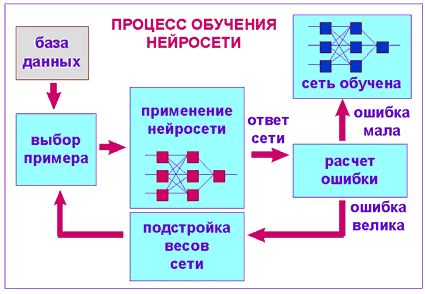 ПРОЦЕСС ОБУЧЕНИЯ
НЕЙРОСЕТИ
база
данных
выбор
примера
применение
нейросети
ответ
сети
расчет
ошибки
ошибка
мала
сеть обучена
ошибка
велика
подстройка
весов
сети